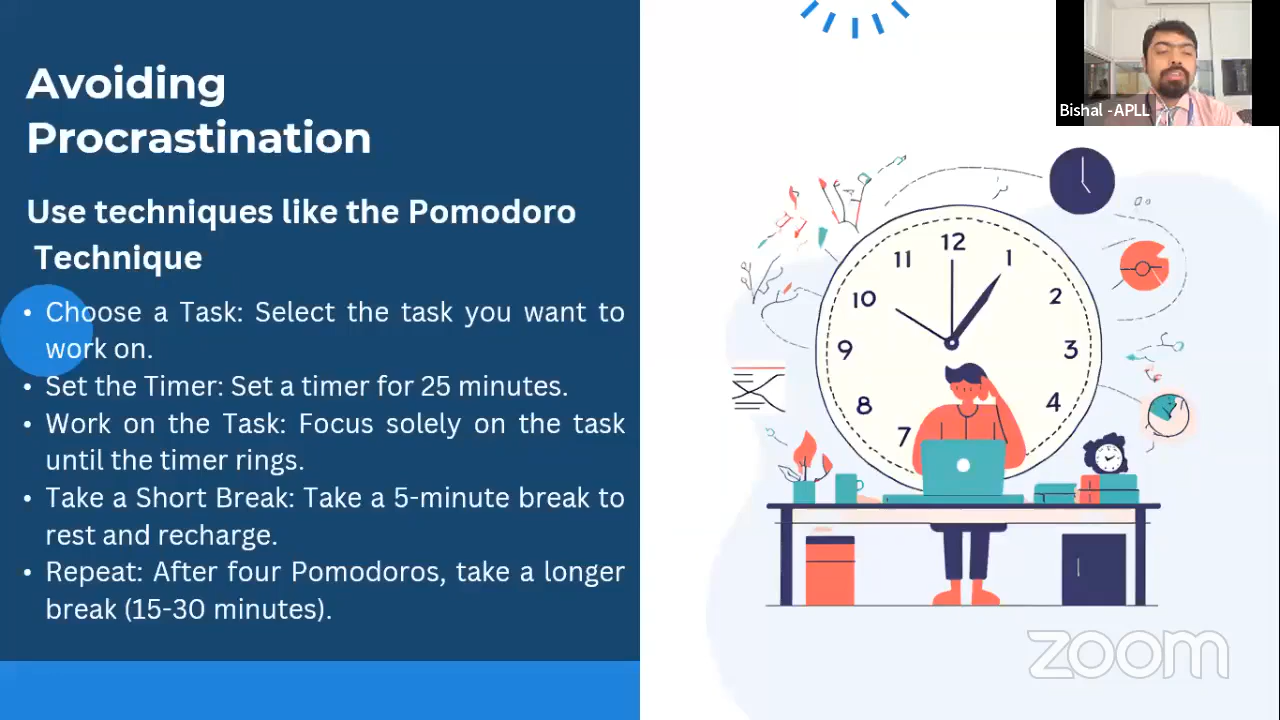 Avoiding
Procrastination
Use techniques like the Pomodoro
Technique
• Choose a Task: Select the task you want to
work on.
• Set the Timer: Set a timer for 25 minutes.
• Work on the Task: Focus solely on the task
until the timer rings.
• Take a Short Break: Take a 5-minute break to
rest and recharge.
• Repeat: After four Pomodoros, take a longer
break (15-30 minutes).
Bishal -APLL
12
11 1
10 2
9 3
8 4
7
zoom